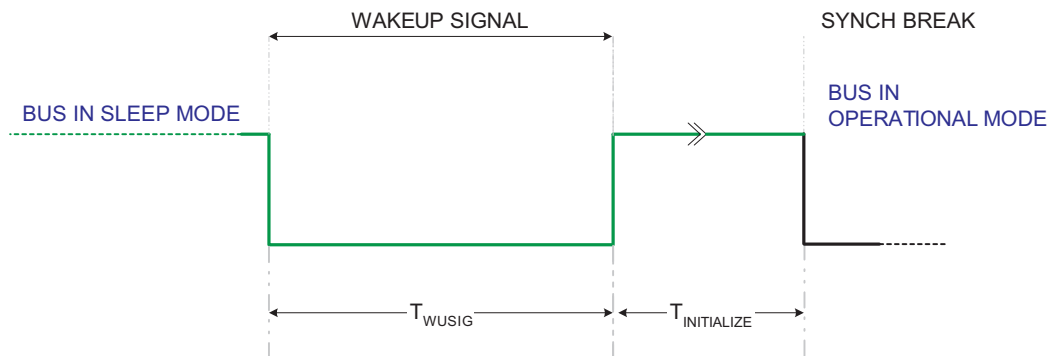 WAKEUP SIGNAL
SYNCH BREAK
BUS IN SLEEP MODE
BUS IN
OPERATIONAL MODE
TWUSIG
TINITIALIZE